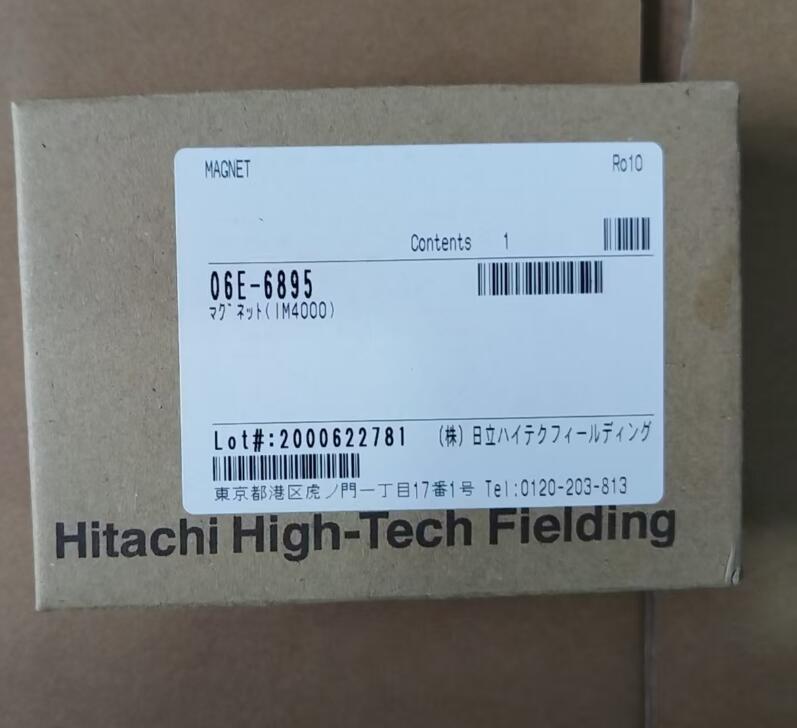 MAGNET Ro10
Contents 1
06E-6895
マグネット(IM4000)
Lot#:2000622781 (株) 日立ハイテクフィールディング
東京都港区虎ノ門一丁目17番1号 Tel:0120-203-813
Hitachi High-Tech Fielding